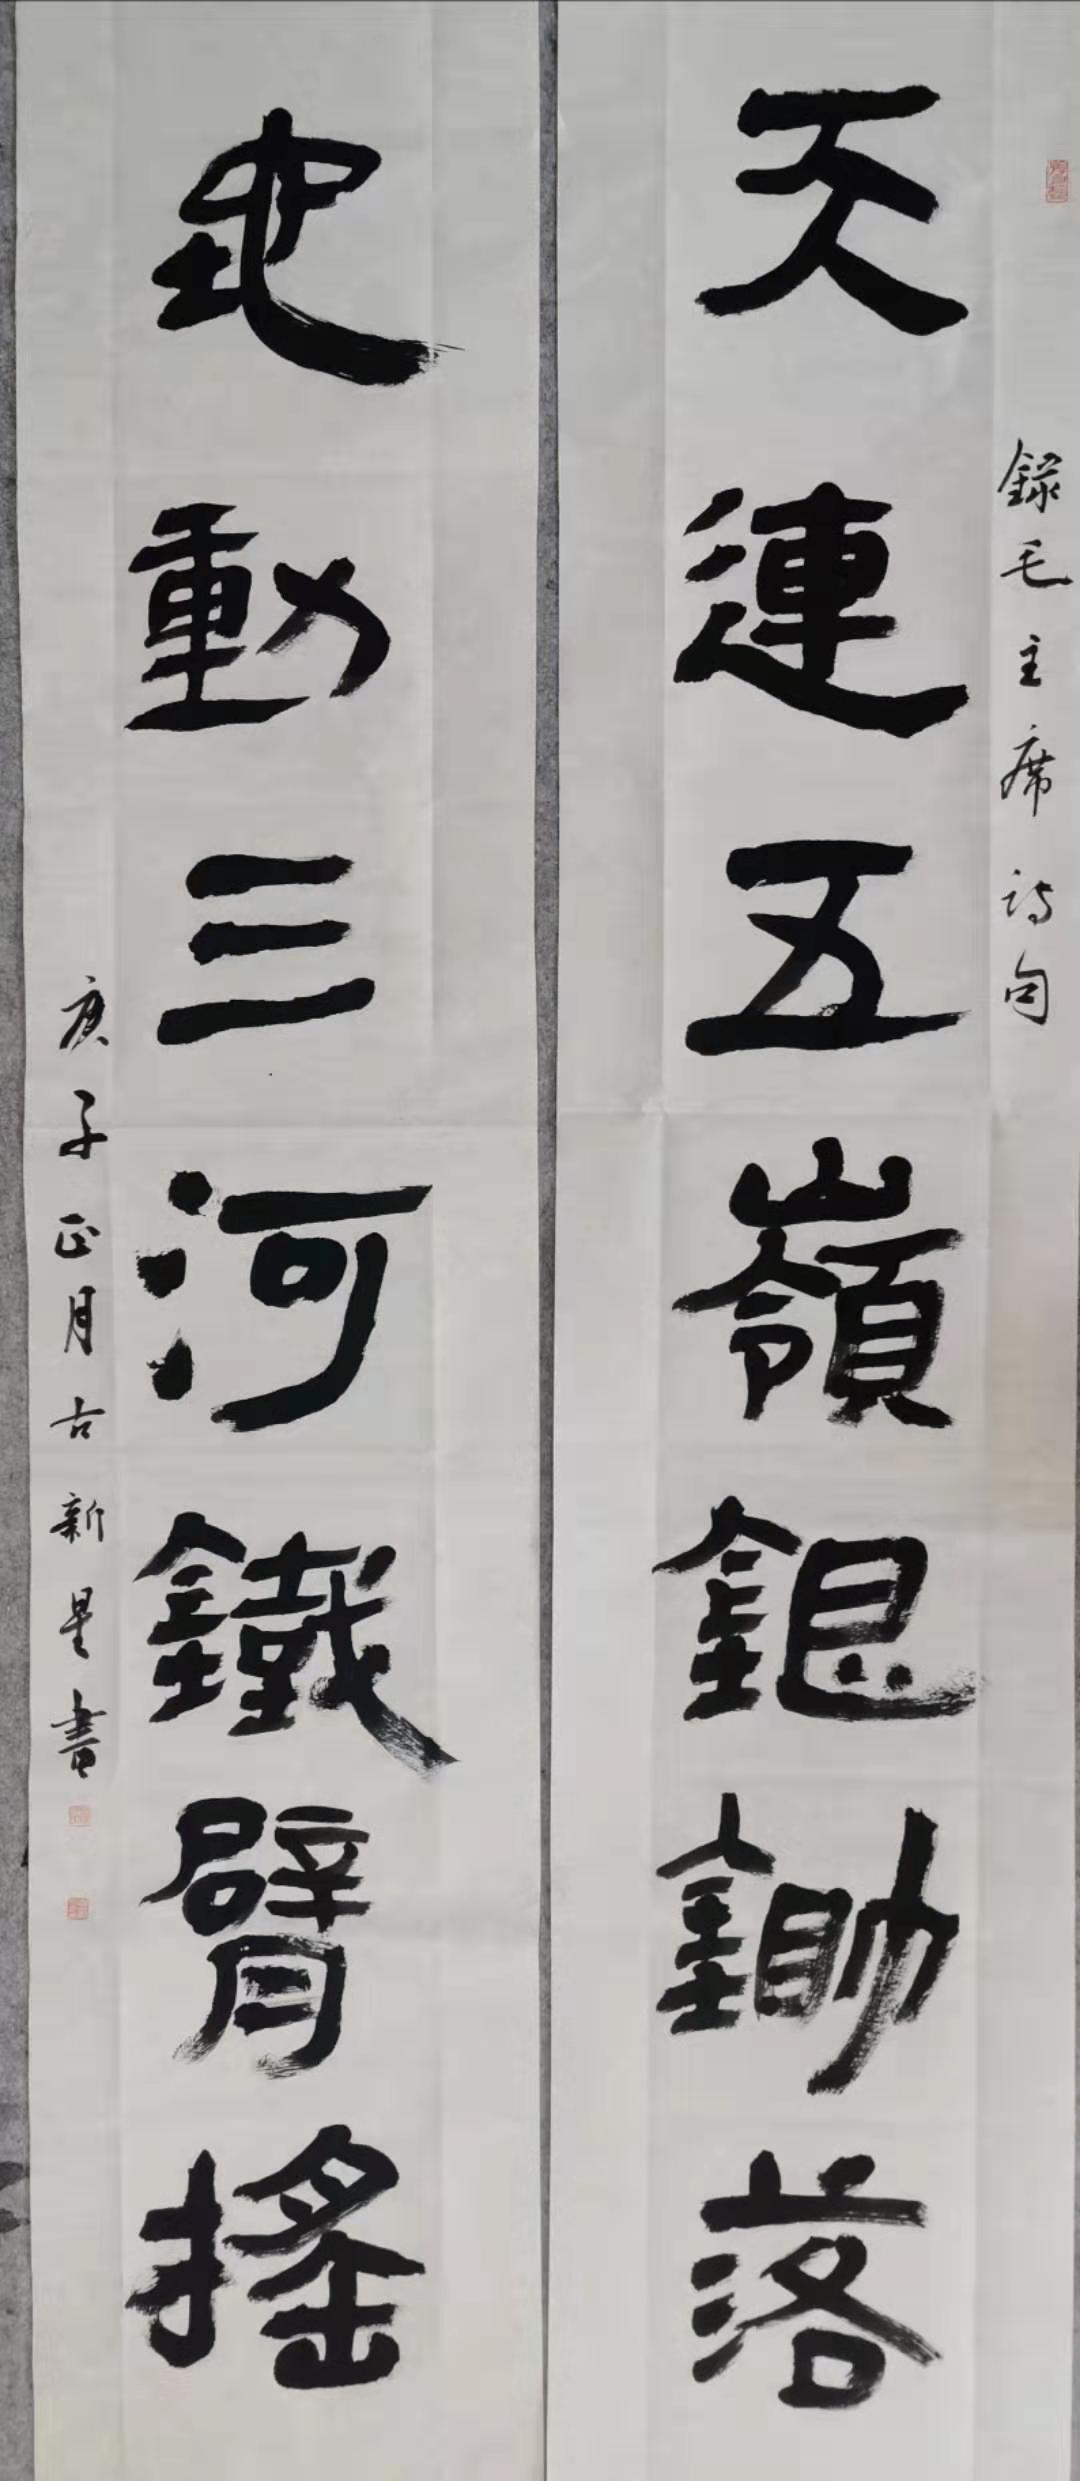 錄毛主席詩句
天連五嶺銀鋤落
地動三河鐵臂搖
庚子正月古新星書